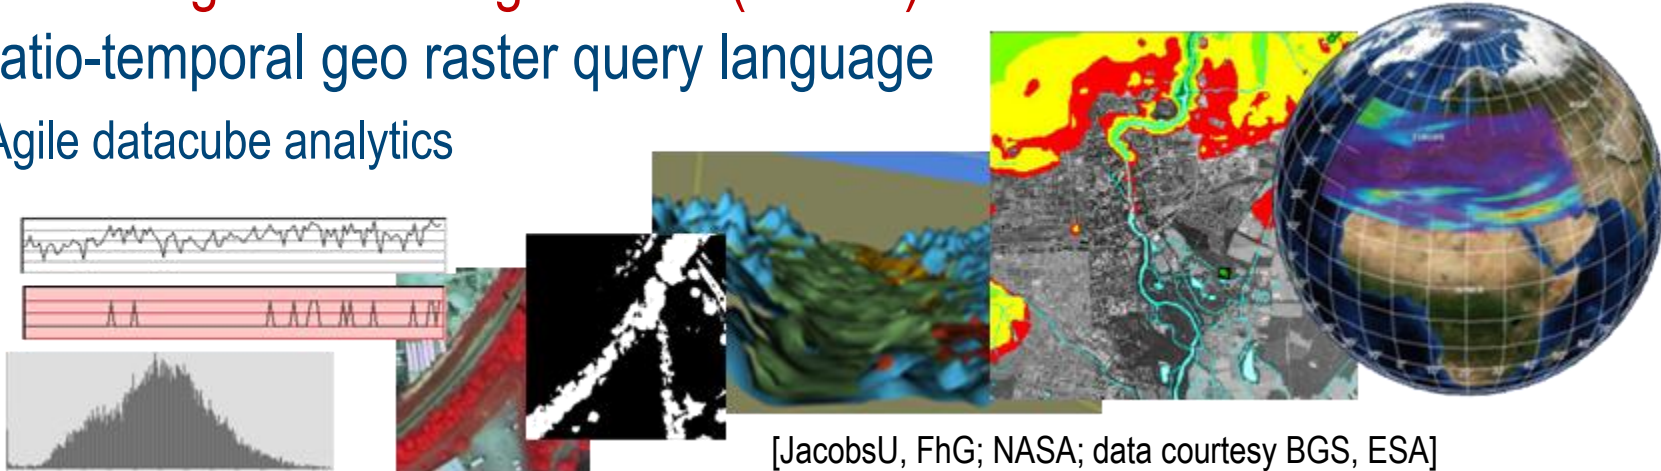 atio-temporal geo raster query language
Agile datacube analytics
[JacobsU, FhG; NASA; data courtesy BGS, ESA]